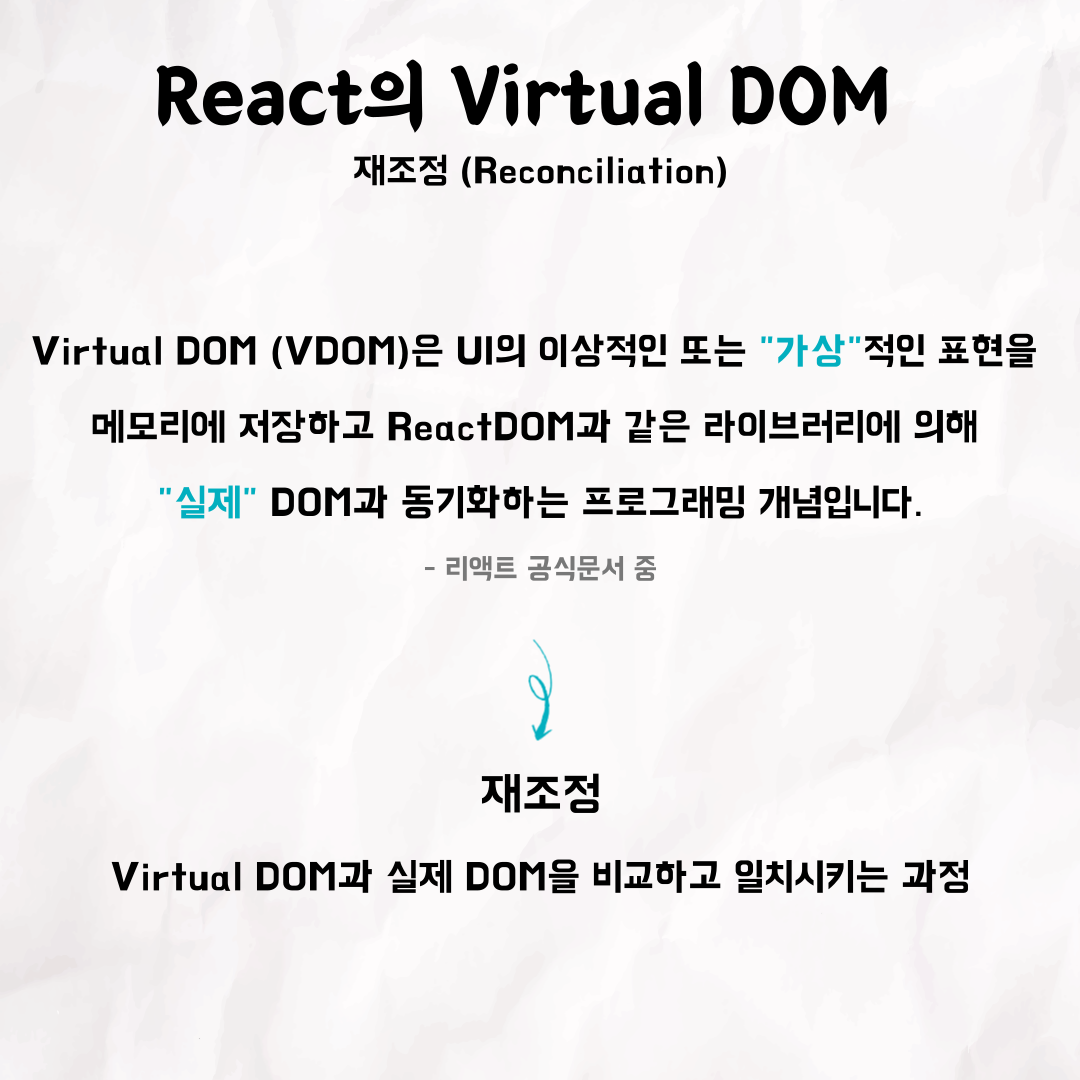 React의 Virtual DOM
재조정 (Reconciliation)
Virtual DOM (VDOM)은 UI의 이상적인 또는 "가상"적인 표현을
메모리에 저장하고 ReactDOM과 같은 라이브러리에 의해
"실제" DOM과 동기화하는 프로그래밍 개념입니다.
- 리액트 공식문서 중
재조정
Virtual DOM과 실제 DOM을 비교하고 일치시키는 과정